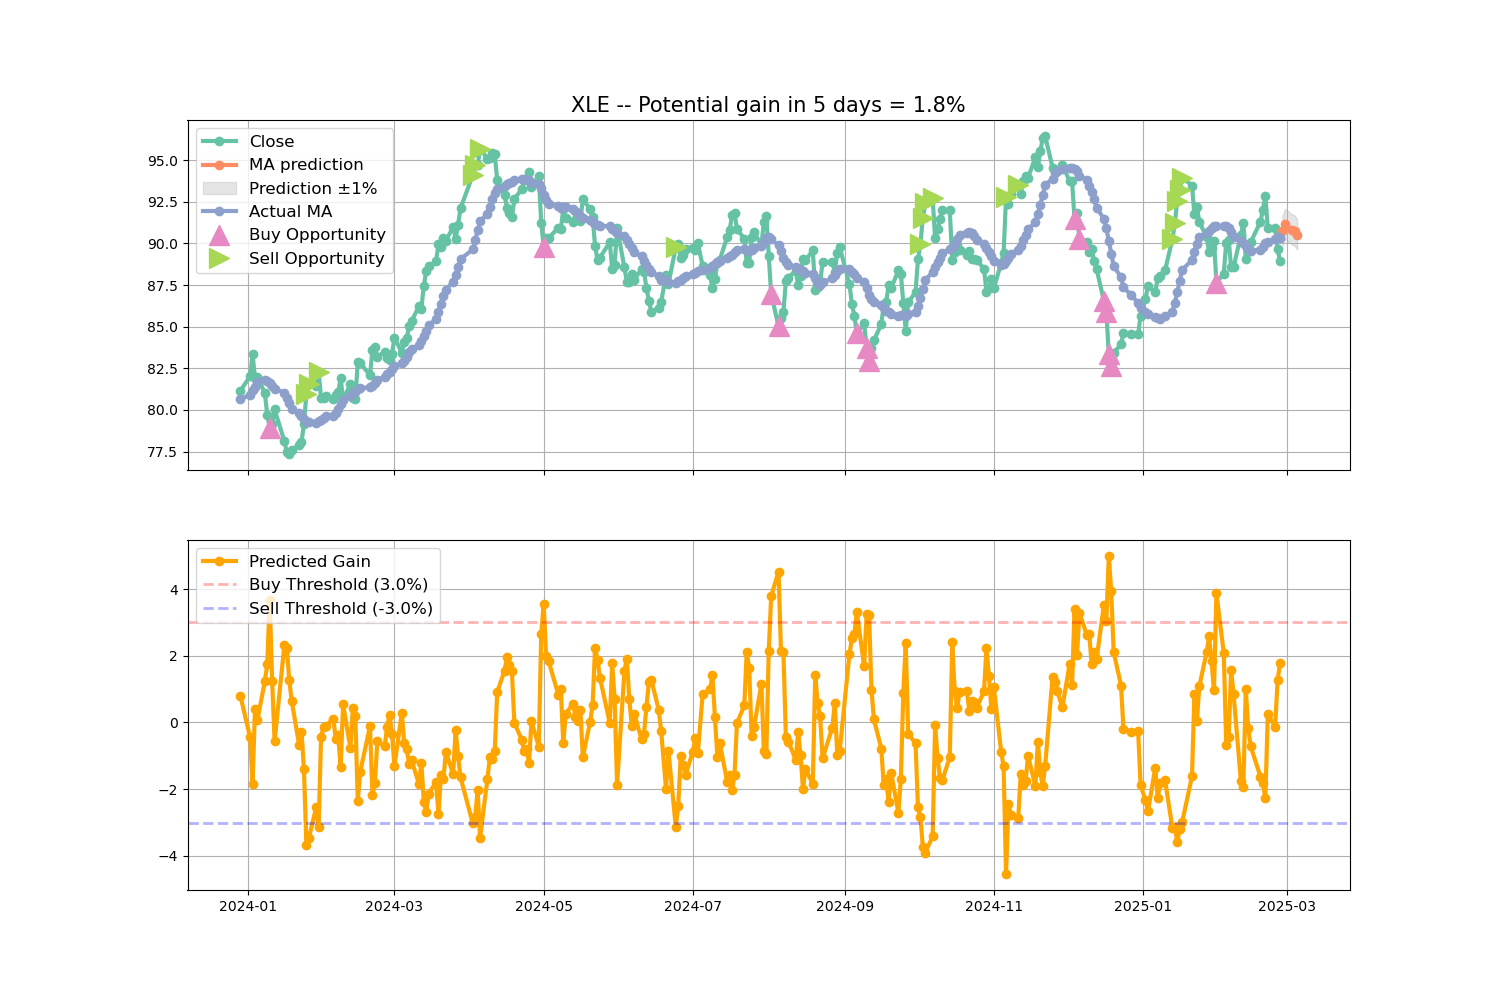 XLE -- Potential gain in 5 days = 1.8%
Close
MA prediction
Prediction ±1%
Actual MA
Buy Opportunity
Sell Opportunity
95.0
92.5
90.0
87.5
85.0
82.5
80.0
77.5
Predicted Gain
Buy Threshold (3.0%)
Sell Threshold (-3.0%)
4
2
0
−2
−4
2024-01 2024-03 2024-05 2024-07 2024-09 2024-11 2025-01 2025-03